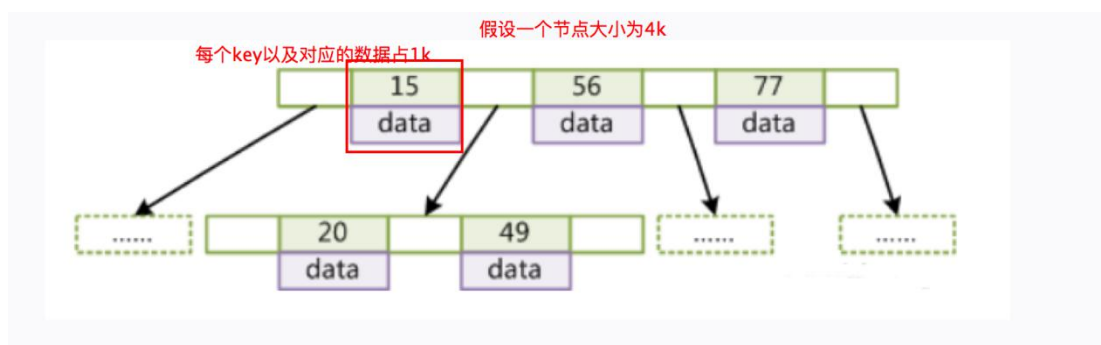 假设一个节点大小为4k
每个key以及对应的数据占1k
15 56 77
data data data
...... 20 49 ...... ......
data data